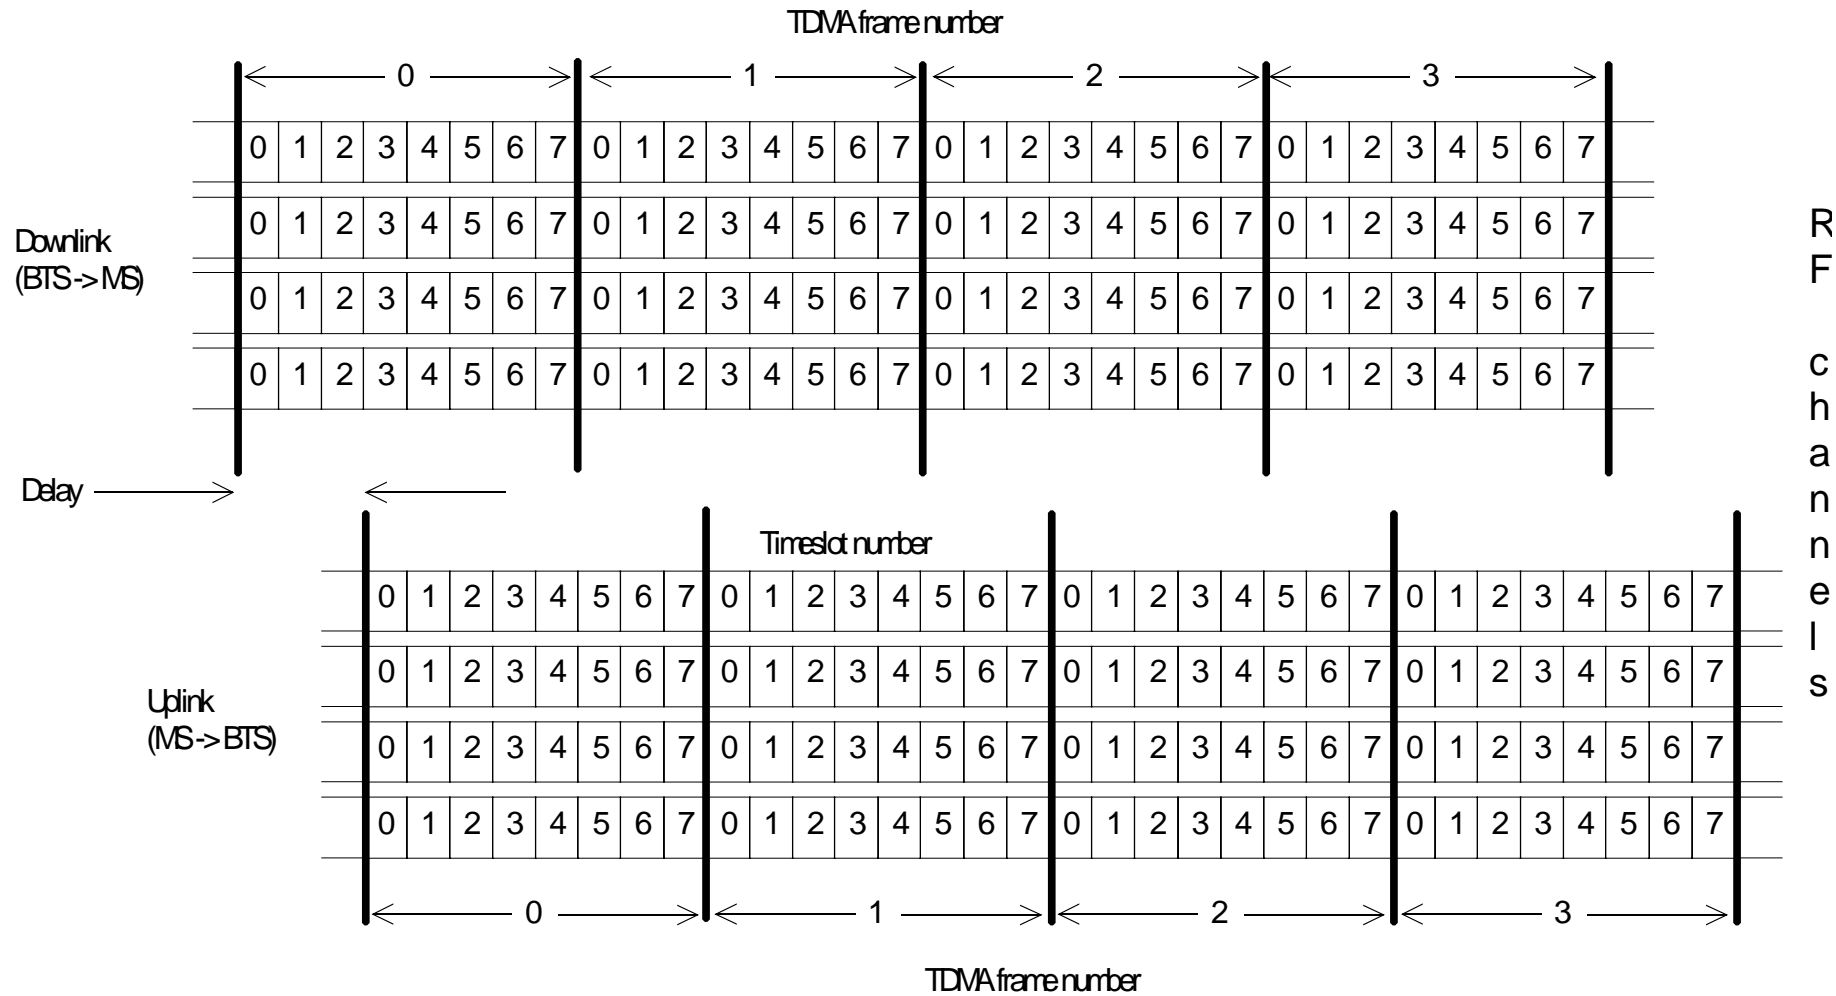 TDMA frame number
0 1 2 3
0 1 2 3 4 5 6 7 0 1 2 3 4 5 6 7 0 1 2 3 4 5 6 7 0 1 2 3 4 5 6 7
0 1 2 3 4 5 6 7 0 1 2 3 4 5 6 7 0 1 2 3 4 5 6 7 0 1 2 3 4 5 6 7
Downlink
(BTS -> MS)
0 1 2 3 4 5 6 7 0 1 2 3 4 5 6 7 0 1 2 3 4 5 6 7 0 1 2 3 4 5 6 7
0 1 2 3 4 5 6 7 0 1 2 3 4 5 6 7 0 1 2 3 4 5 6 7 0 1 2 3 4 5 6 7
RF channels
Delay
Timeslot number
0 1 2 3 4 5 6 7 0 1 2 3 4 5 6 7 0 1 2 3 4 5 6 7 0 1 2 3 4 5 6 7
0 1 2 3 4 5 6 7 0 1 2 3 4 5 6 7 0 1 2 3 4 5 6 7 0 1 2 3 4 5 6 7
Uplink
(MS -> BTS)
0 1 2 3 4 5 6 7 0 1 2 3 4 5 6 7 0 1 2 3 4 5 6 7 0 1 2 3 4 5 6 7
0 1 2 3 4 5 6 7 0 1 2 3 4 5 6 7 0 1 2 3 4 5 6 7 0 1 2 3 4 5 6 7
0 1 2 3
TDMA frame number